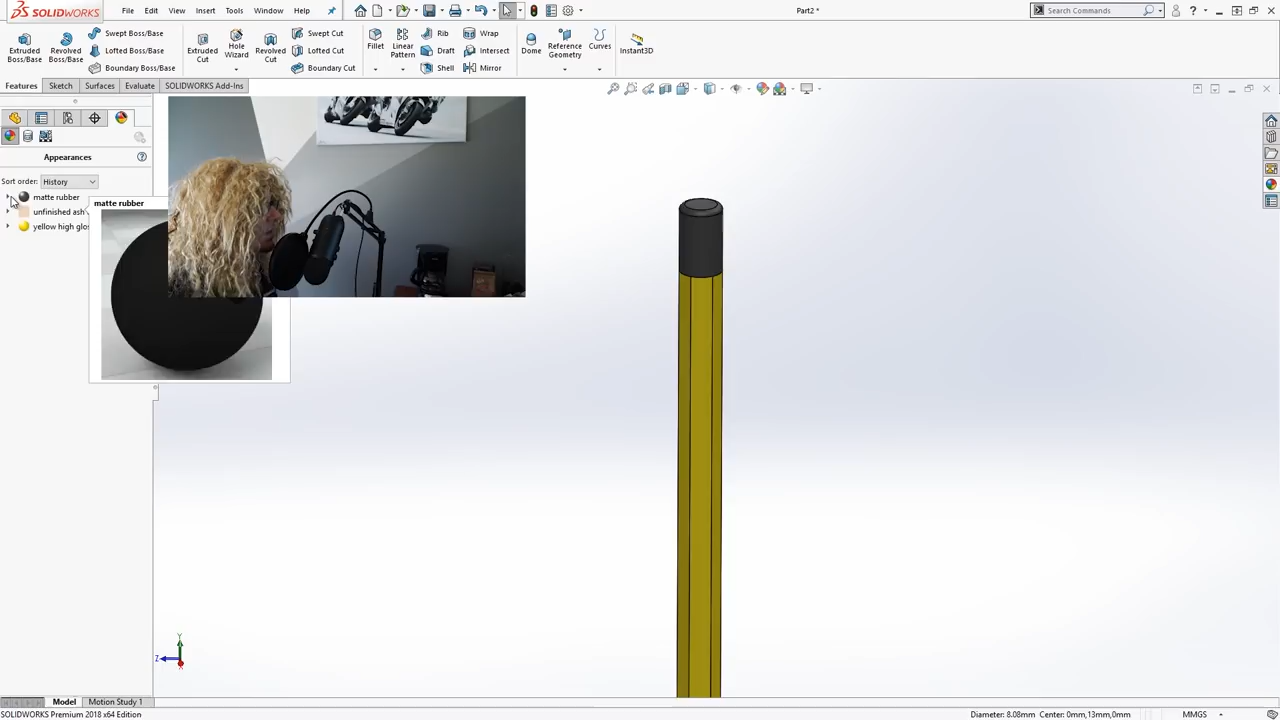 SOLIDWORKS
File Edit View Insert Tools Window Help
Part2 *
Search Commands
Extruded Boss/Base
Revolved Boss/Base
Swept Boss/Base
Lofted Boss/Base
Boundary Boss/Base
Extruded Cut
Hole Wizard
Revolved Cut
Swept Cut
Lofted Cut
Boundary Cut
Fillet
Linear Pattern
Rib
Draft
Shell
Wrap
Intersect
Mirror
Dome
Reference Geometry
Curves
Instant3D
Features Sketch Surfaces Evaluate SOLIDWORKS Add-Ins
Appearances
Sort order: History
matte rubber
matte rubber
unfinished ash
yellow high glos
Y
Z
Model Motion Study 1
SOLIDWORKS Premium 2018 x64 Edition
Diameter: 8.08mm Center: 0mm,13mm,0mm
MMGS